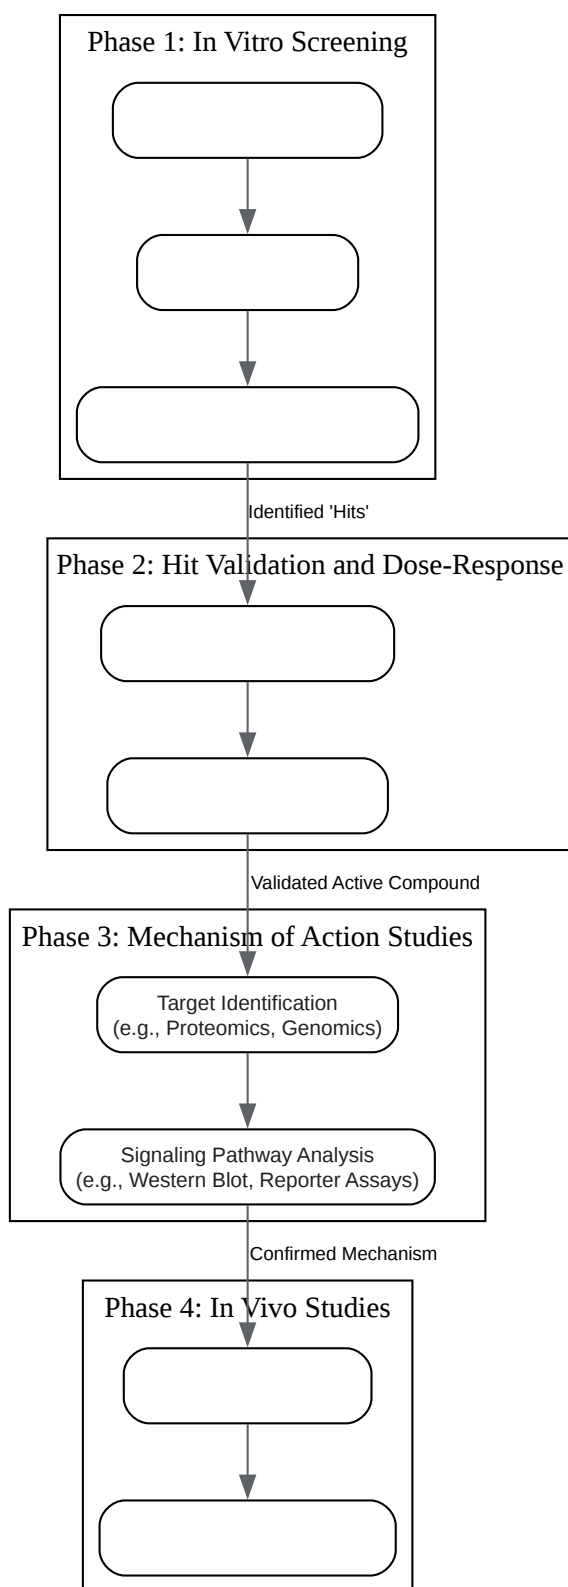 Phase 1: In Vitro Screening
Identified 'Hits'
Phase 2: Hit Validation and Dose-Response
Validated Active Compound
Phase 3: Mechanism of Action Studies
Target Identification
(e.g., Proteomics, Genomics)
Signaling Pathway Analysis
(e.g., Western Blot, Reporter Assays)
Confirmed Mechanism
Phase 4: In Vivo Studies